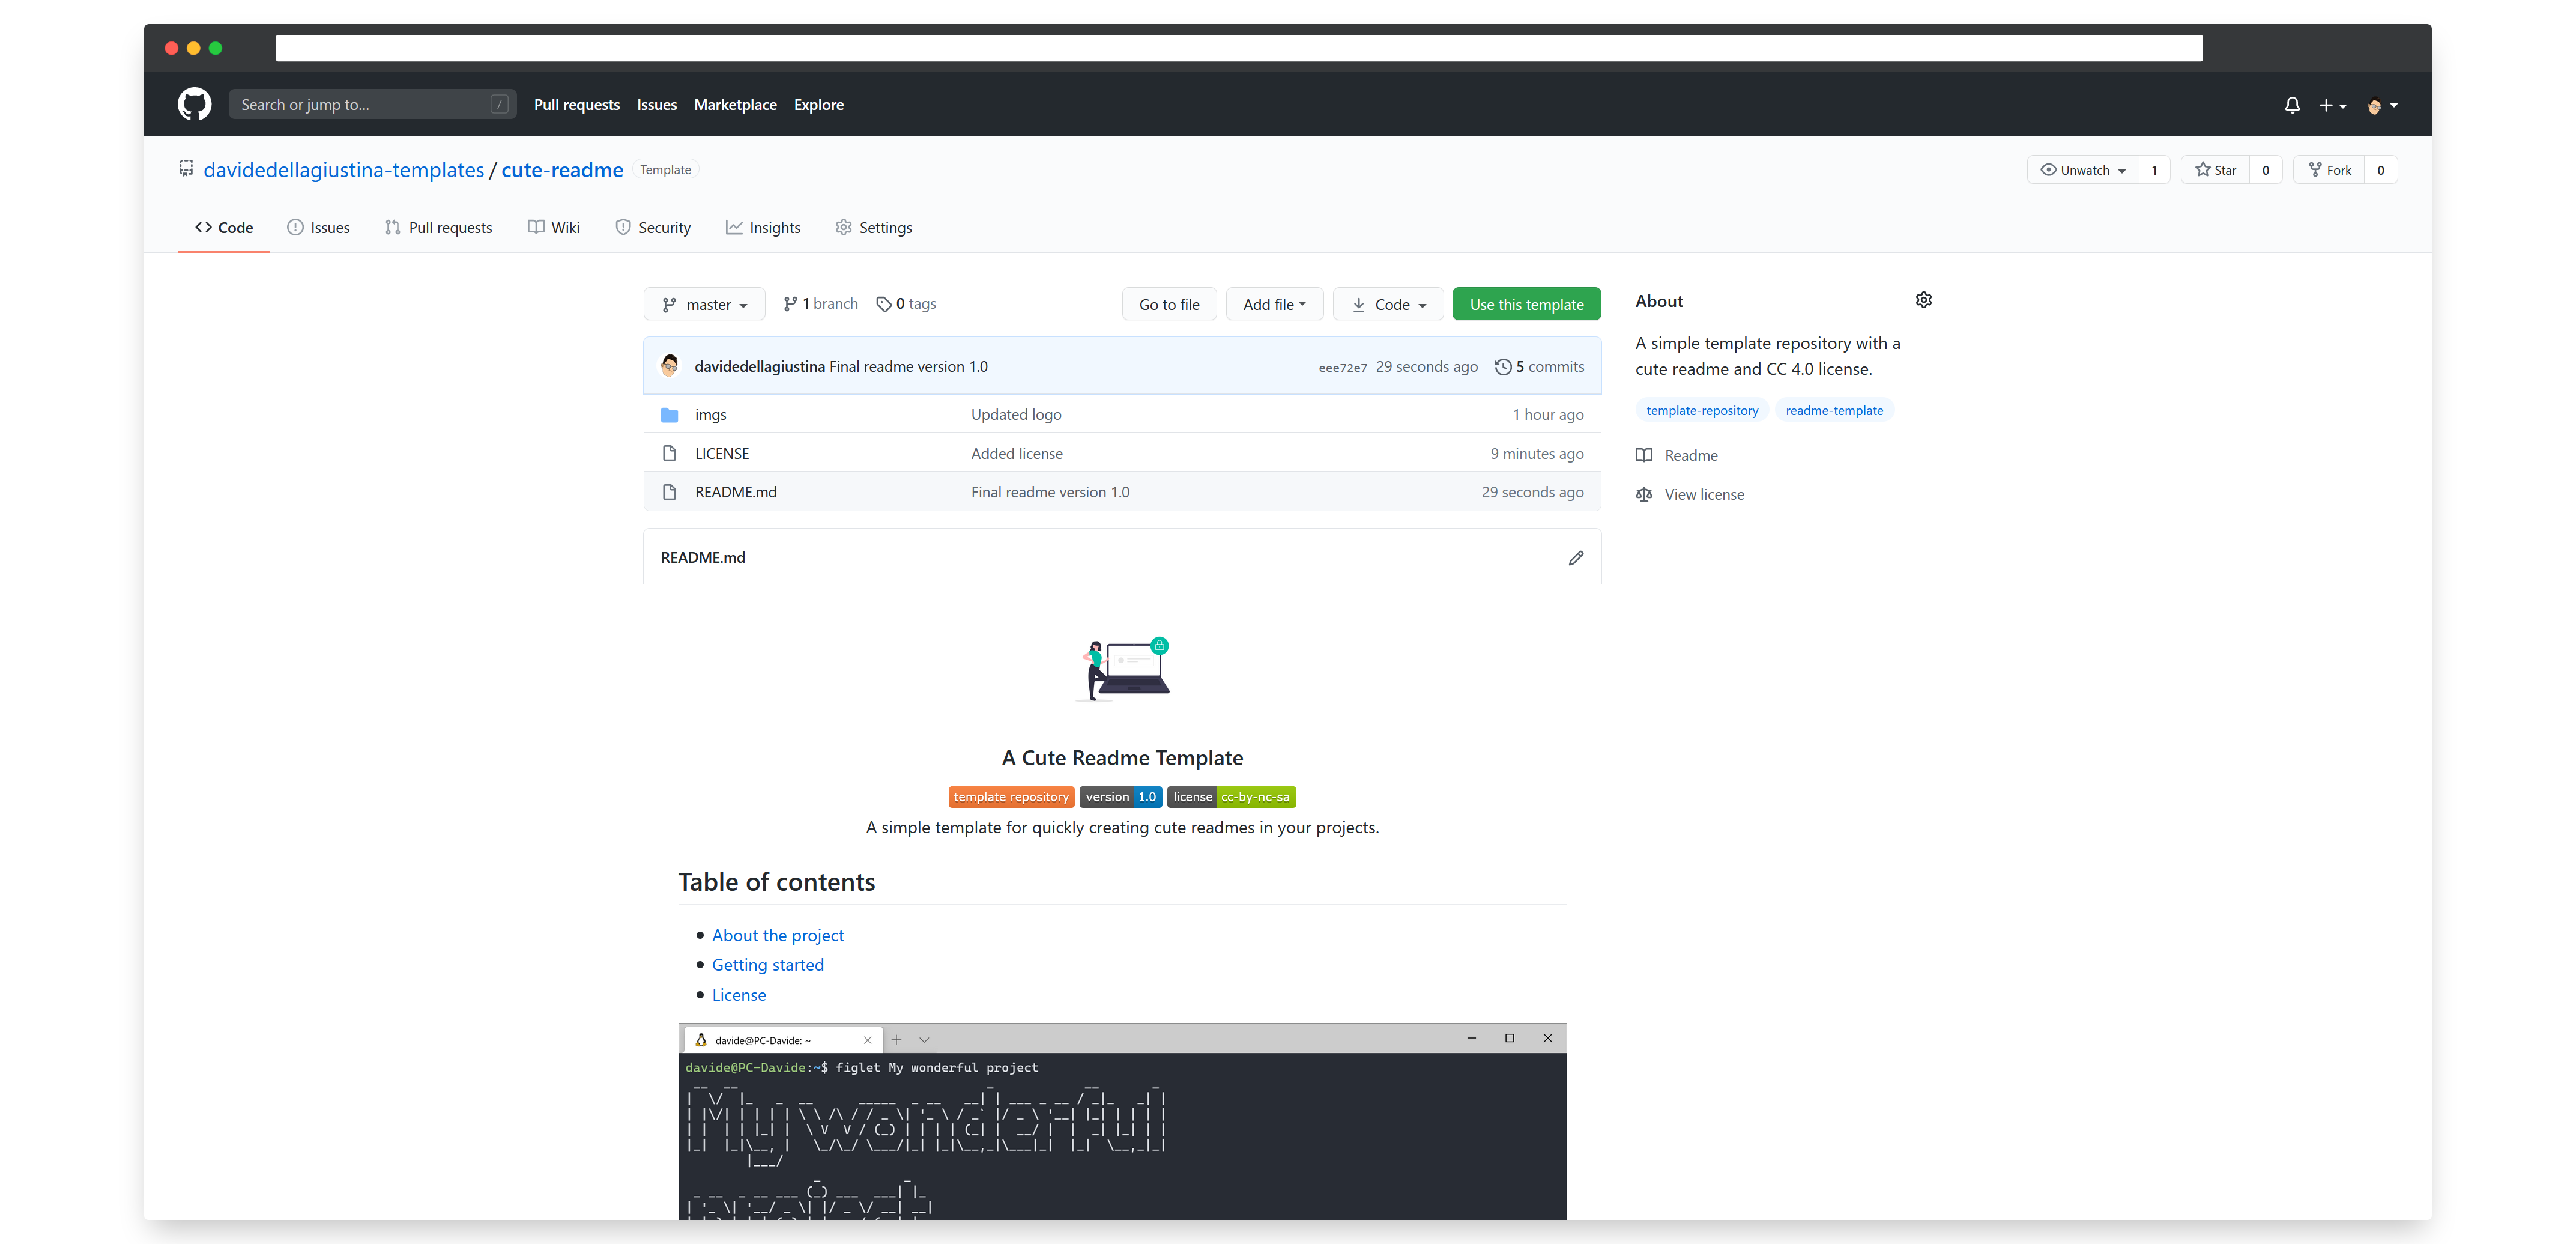 Search or jump to... /
Pull requests Issues Marketplace Explore
davidedellagiustina-templates / cute-readme Template
Unwatch 1 Star 0 Fork 0
Code Issues Pull requests Wiki Security Insights Settings
master 1 branch 0 tags Go to file Add file Code Use this template
davidedellagiustina Final readme version 1.0 eee72e7 29 seconds ago 5 commits
imgs Updated logo 1 hour ago
LICENSE Added license 9 minutes ago
README.md Final readme version 1.0 29 seconds ago
About
A simple template repository with a
cute readme and CC 4.0 license.
template-repository readme-template
Readme
View license
README.md
A Cute Readme Template
template repository version 1.0 license cc-by-nc-sa
A simple template for quickly creating cute readmes in your projects.
Table of contents
About the project
Getting started
License
davide@PC-Davide: ~
davide@PC-Davide:~$ figlet My wonderful project
My wonderful
project